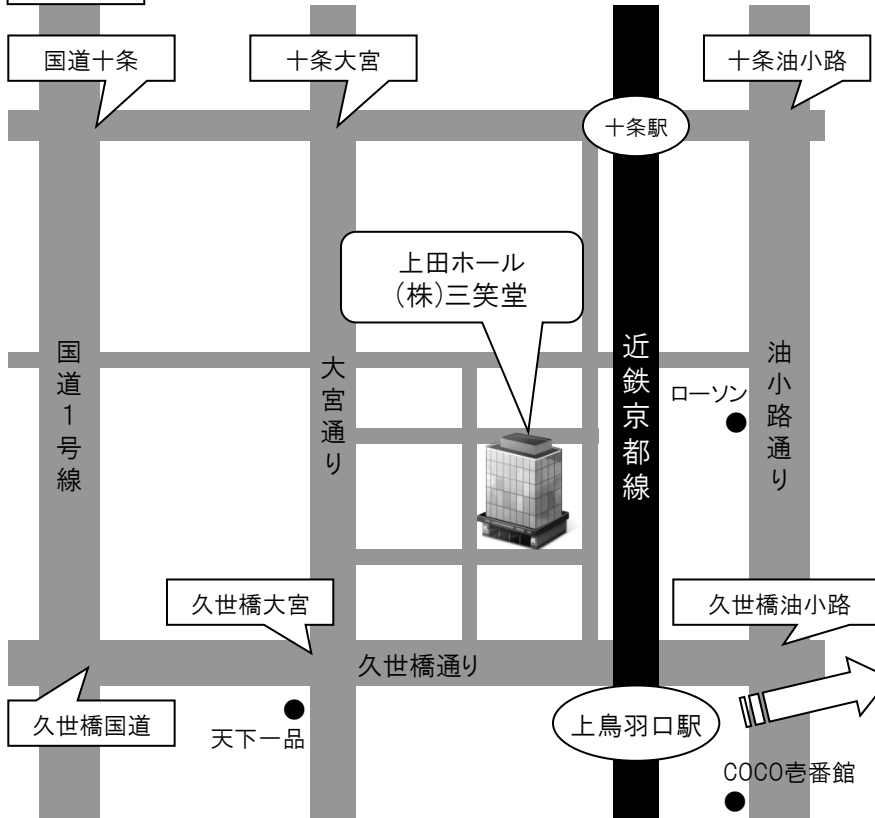 国道十条
十条大宮
十条油小路
十条駅
上田ホール
(株)三笑堂
国道1号線
大宮通り
近鉄京都線
ローソン
油小路通り
久世橋大宮
久世橋油小路
久世橋通り
久世橋国道
天下一品
上鳥羽口駅
COCO壱番館